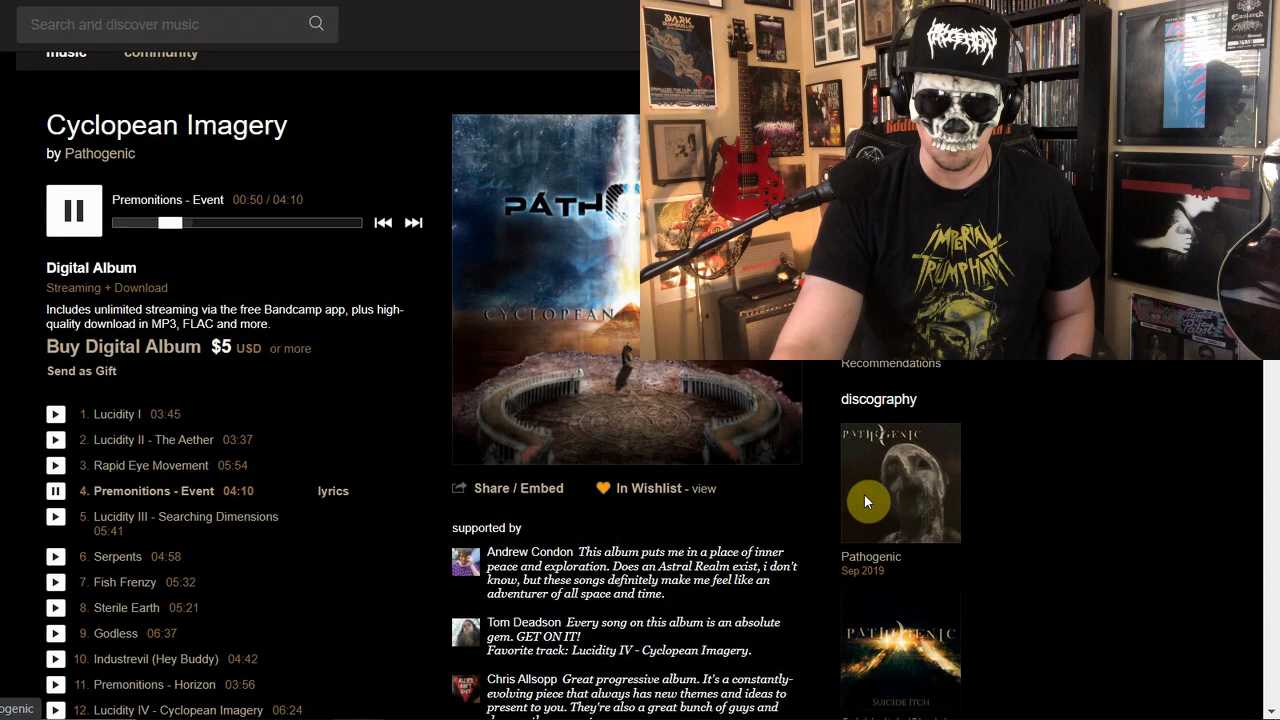 Search and discover music
music community
Cyclopean Imagery
by Pathogenic
Premonitions - Event 00:50 / 04:10
Digital Album
Streaming + Download
Includes unlimited streaming via the free Bandcamp app, plus high-
quality download in MP3, FLAC and more.
Buy Digital Album $5 USD or more
Send as Gift
1. Lucidity I 03:45
2. Lucidity II - The Aether 03:37
3. Rapid Eye Movement 05:54
4. Premonitions - Event 04:10 lyrics
5. Lucidity III - Searching Dimensions
05:41
6. Serpents 04:58
7. Fish Frenzy 05:32
8. Sterile Earth 05:21
9. Godless 06:37
10. Industrevil (Hey Buddy) 04:42
11. Premonitions - Horizon 03:56
12. Lucidity IV - Cyclopean Imagery 06:24
ogenic
PATHO
CYCLOPEAN
Share / Embed In Wishlist - view
supported by
Andrew Condon This album puts me in a place of inner
peace and exploration. Does an Astral Realm exist, i don't
know, but these songs definitely make me feel like an
adventurer of all space and time.
Tom Deadson Every song on this album is an absolute
gem. GET ON IT!
Favorite track: Lucidity IV - Cyclopean Imagery.
Chris Allsopp Great progressive album. It's a constantly-
evolving piece that always has new themes and ideas to
present to you. They're also a great bunch of guys and
DARK
TRANQUILLITY
IMPERIAL
TRIUMPHANT
Recommendations
discography
PATHOGENIC
Pathogenic
Sep 2019
PATHOGENIC
SUICIDE ITCH